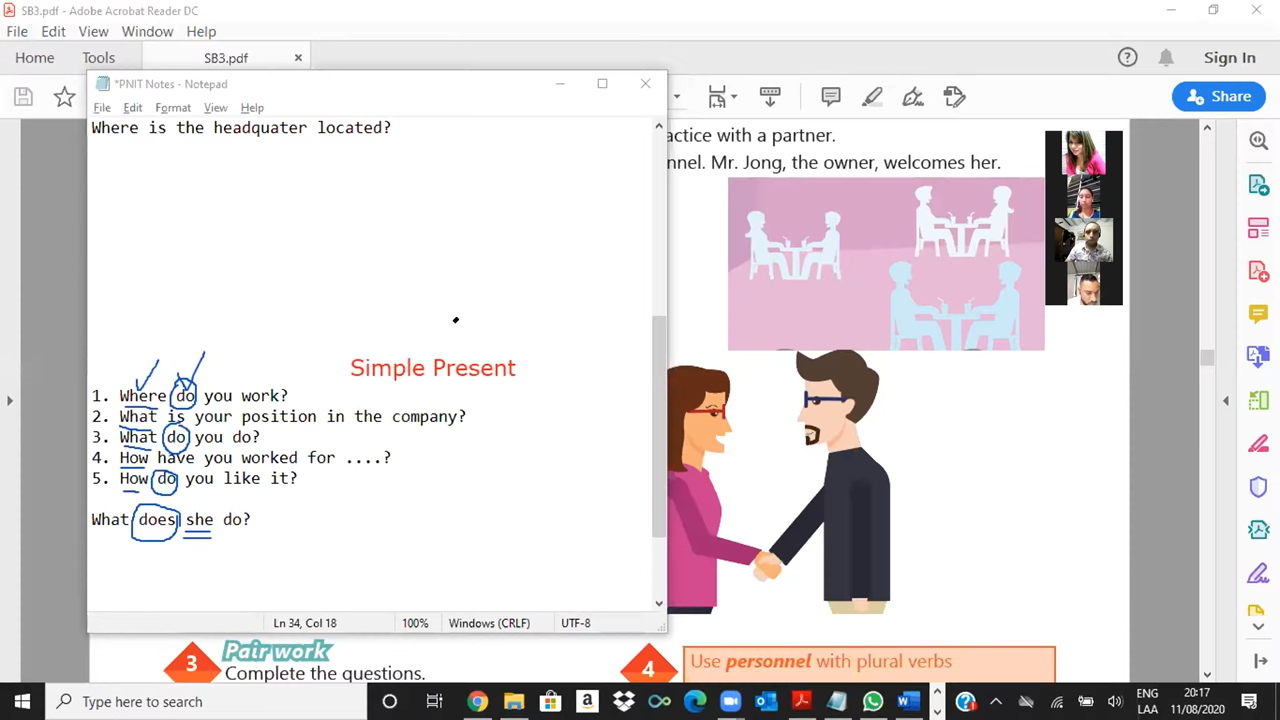 SB3.pdf - Adobe Acrobat Reader DC
File Edit View Window Help
Home Tools SB3.pdf
Sign In
*PNIT Notes - Notepad
Share
File Edit Format View Help
Where is the headquater located?
actice with a partner.
nnel. Mr. Jong, the owner, welcomes her.
Simple Present
1. Where do you work?
2. What is your position in the company?
3. What do you do?
4. How have you worked for ....?
5. How do you like it?
What does she do?
Ln 34, Col 18 100% Windows (CRLF) UTF-8
3 Pair work
Complete the questions.
4 Use personnel with plural verbs
Type here to search
ENG 20:17
LAA 11/08/2020